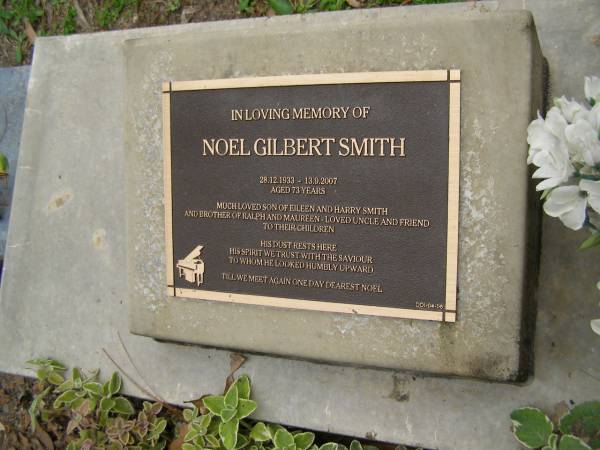 IN LOVING MEMORY OF
NOEL GILBERT SMITH
28.12.1933 - 13.9.2007
AGED 73 YEARS
MUCH LOVED SON OF EILEEN AND HARRY SMITH
AND BROTHER OF RALPH AND MAUREEN - LOVED UNCLE AND FRIEND
TO THEIR CHILDREN
HIS DUST RESTS HERE
HIS SPIRIT WE TRUST WITH THE SAVIOUR
TO WHOM HE LOOKED HUMBLY UPWARD
TILL WE MEET AGAIN ONE DAY DEAREST NOEL